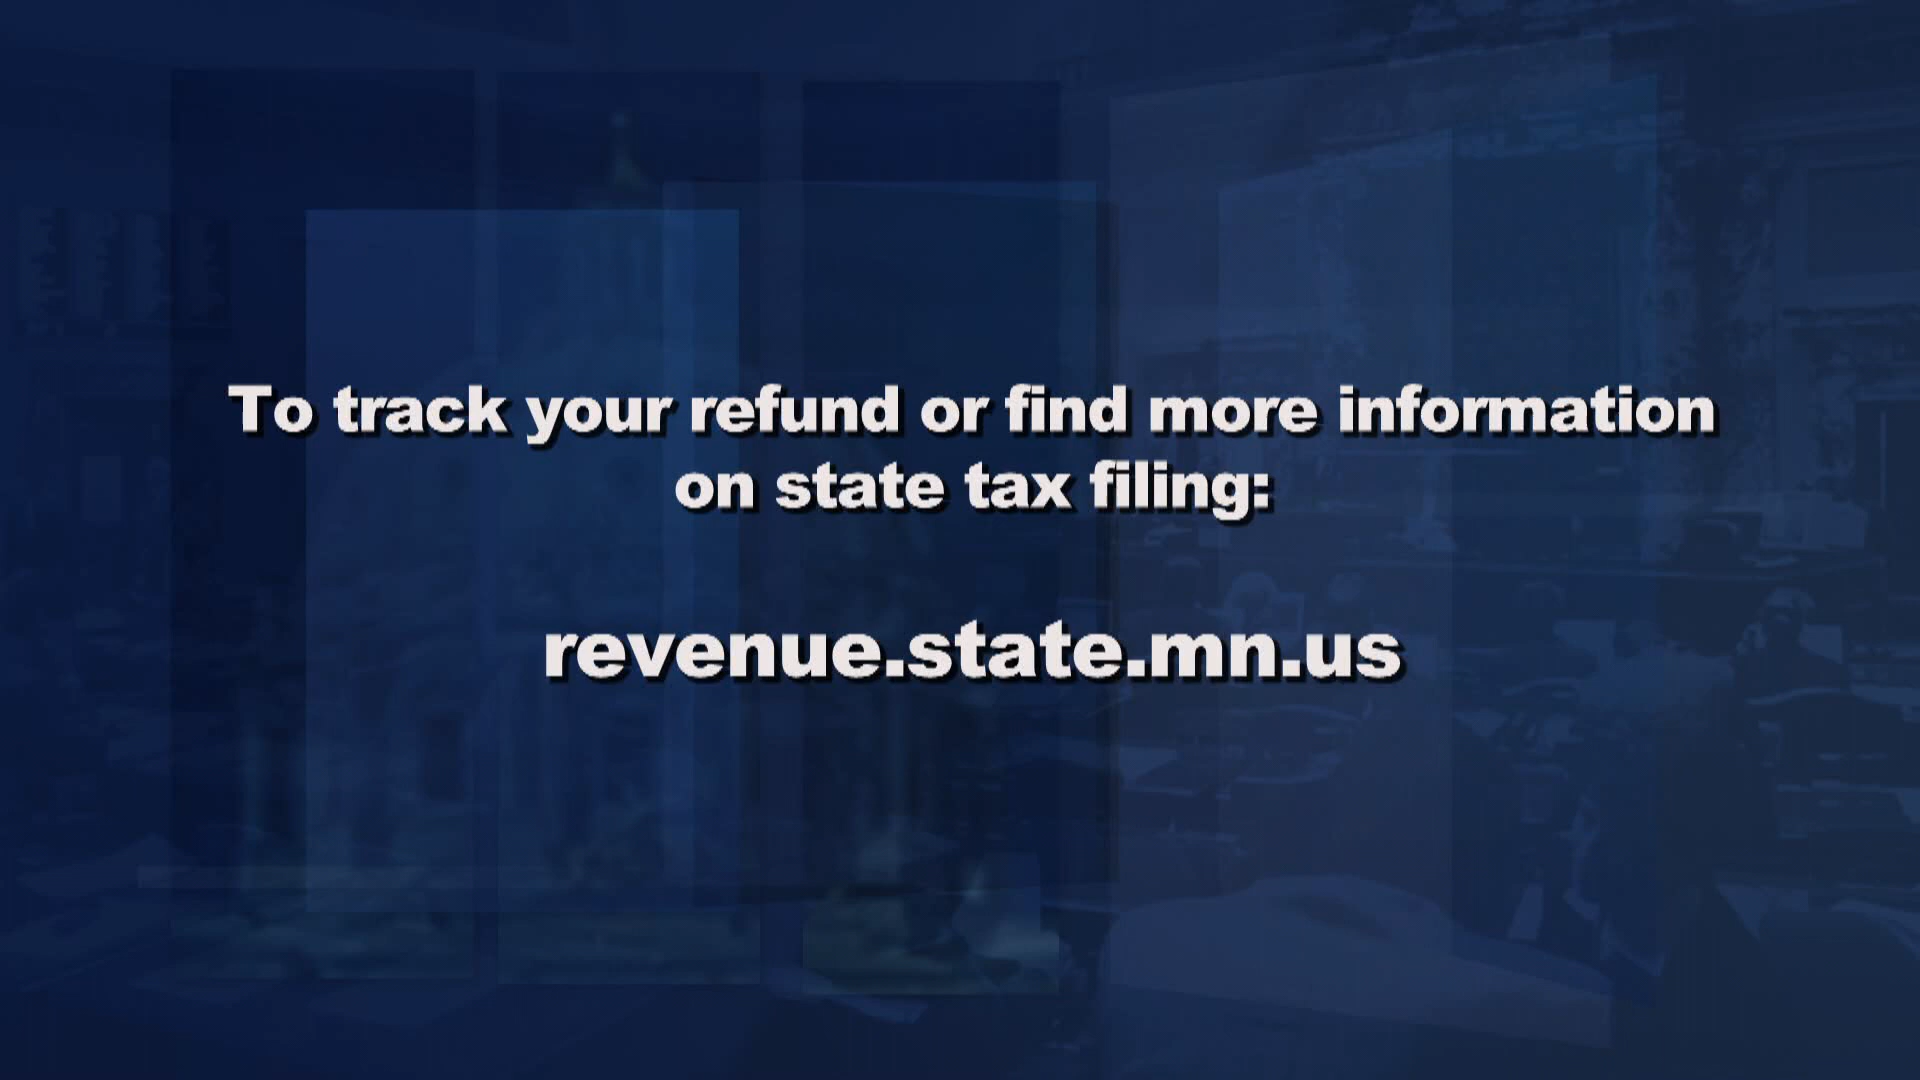 To track your refund or find more information
on state tax filing:
revenue.state.mn.us